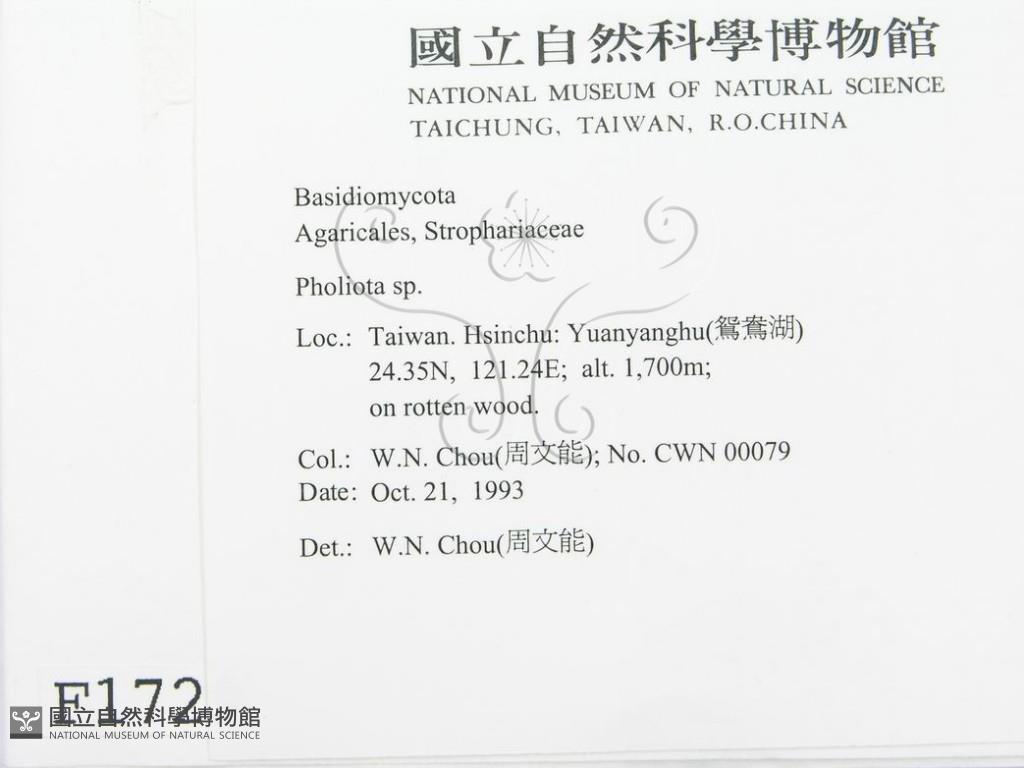 國立自然科學博物館
NATIONAL MUSEUM OF NATURAL SCIENCE
TAICHUNG, TAIWAN, R.O.CHINA
Basidiomycota
Agaricales, Strophariaceae
Pholiota sp.
Loc.: Taiwan. Hsinchu: Yuanyanghu(鴛鴦湖)
24.35N, 121.24E; alt. 1,700m;
on rotten wood.
Col.: W.N. Chou(周文能); No. CWN 00079
Date: Oct. 21, 1993
Det.: W.N. Chou(周文能)
F172
國立自然科學博物館
NATIONAL MUSEUM OF NATURAL SCIENCE